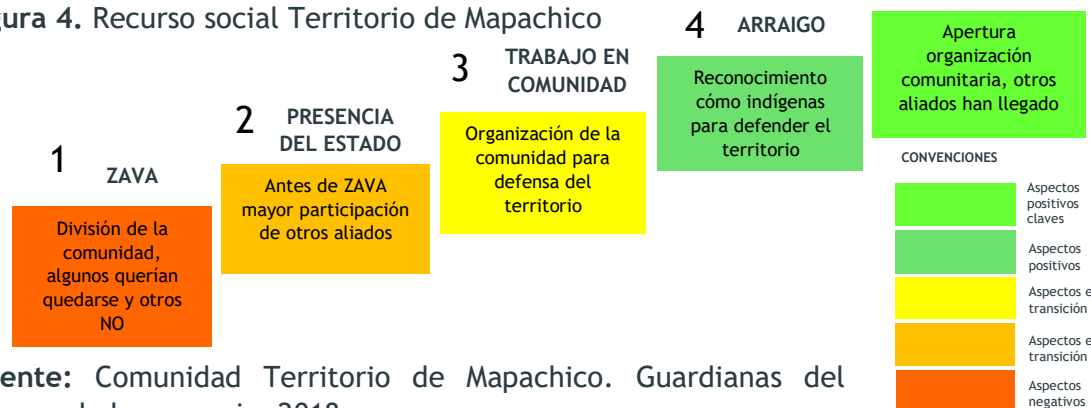 gura 4. Recurso social Territorio de Mapachico
1
ZAVA
División de la
comunidad,
algunos querían
quedarse y otros
NO
2
PRESENCIA
DEL ESTADO
Antes de ZAVA
mayor participación
de otros aliados
3
TRABAJO EN
COMUNIDAD
Organización de la
comunidad para
defensa del
territorio
4
ARRAIGO
Reconocimiento
cómo indígenas
para defender el
territorio
Apertura
organización
comunitaria, otros
aliados han llegado
CONVENCIONES
Aspectos
positivos
claves
Aspectos
positivos
Aspectos e
transición
Aspectos e
transición
Aspectos
negativos
ente: Comunidad Territorio de Mapachico. Guardianas del